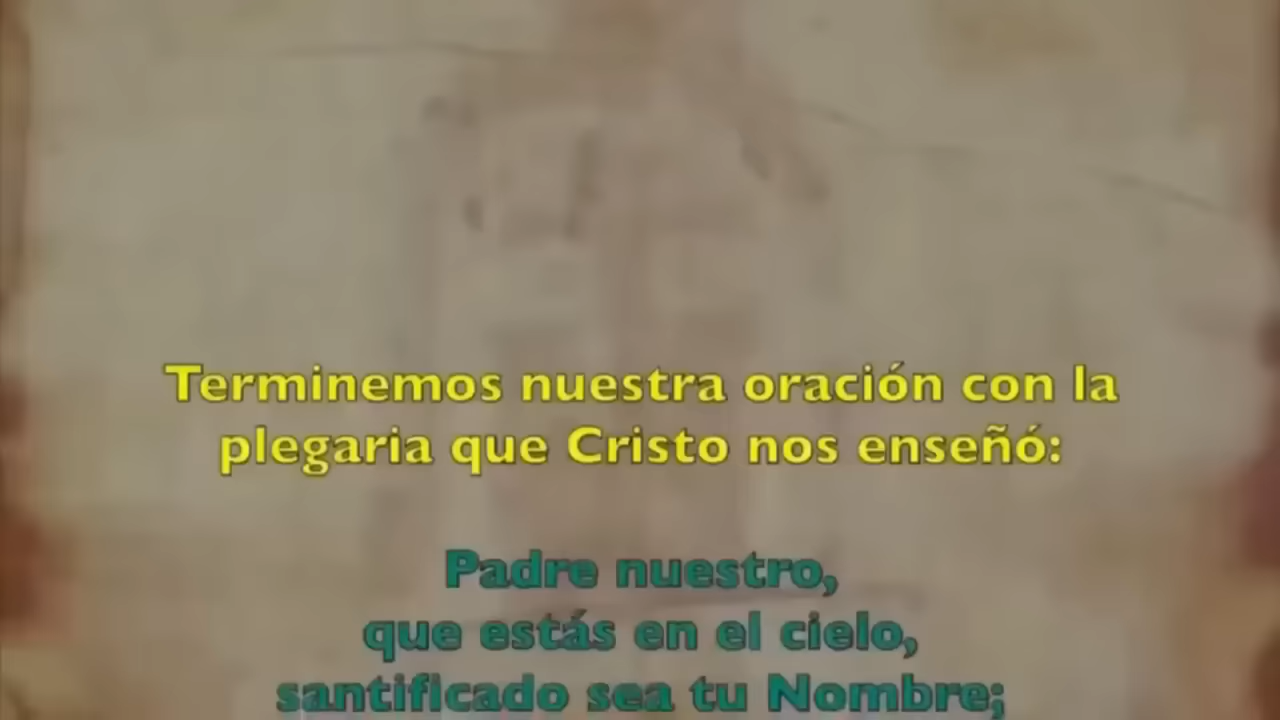 Terminemos nuestra oración con la
plegaria que Cristo nos enseñó:
Padre nuestro,
que estás en el cielo,
santificado sea tu Nombre;